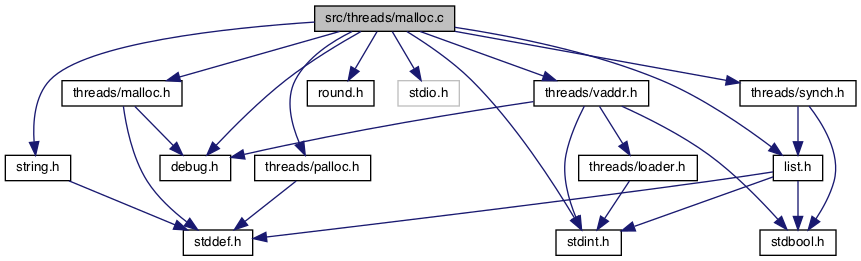 src/threads/malloc.c
threads/malloc.h
round.h
stdio.h
threads/vaddr.h
threads/synch.h
string.h
debug.h
threads/palloc.h
threads/loader.h
list.h
stddef.h
stdint.h
stdbool.h